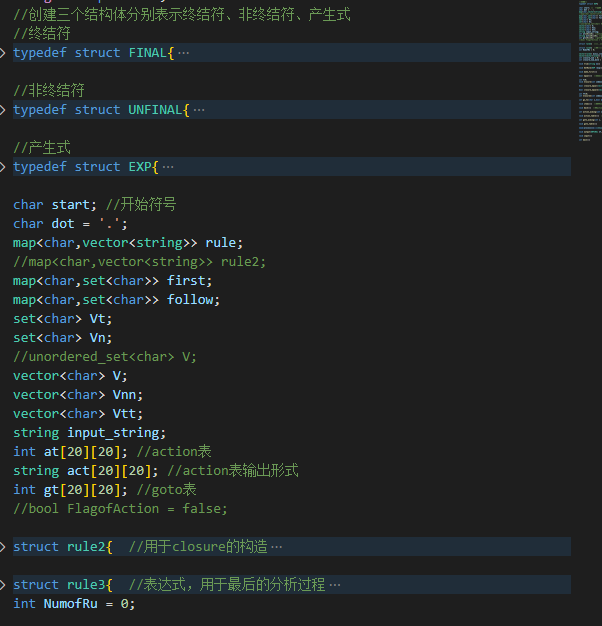 //创建三个结构体分别表示终结符、非终结符、产生式
//终结符
typedef struct FINAL{ ···
//非终结符
typedef struct UNFINAL{ ···
//产生式
typedef struct EXP{ ···
char start; //开始符号
char dot = '.';
map<char,vector<string>> rule;
//map<char,vector<string>> rule2;
map<char,set<char>> first;
map<char,set<char>> follow;
set<char> Vt;
set<char> Vn;
//unordered_set<char> V;
vector<char> V;
vector<char> Vnn;
vector<char> Vtt;
string input_string;
int at[20][20]; //action表
string act[20][20]; //action表输出形式
int gt[20][20]; //goto表
//bool FlagofAction = false;
struct rule2{  //用于closure的构造 ···
struct rule3{  //表达式，用于最后的分析过程 ···
int NumofRu = 0;